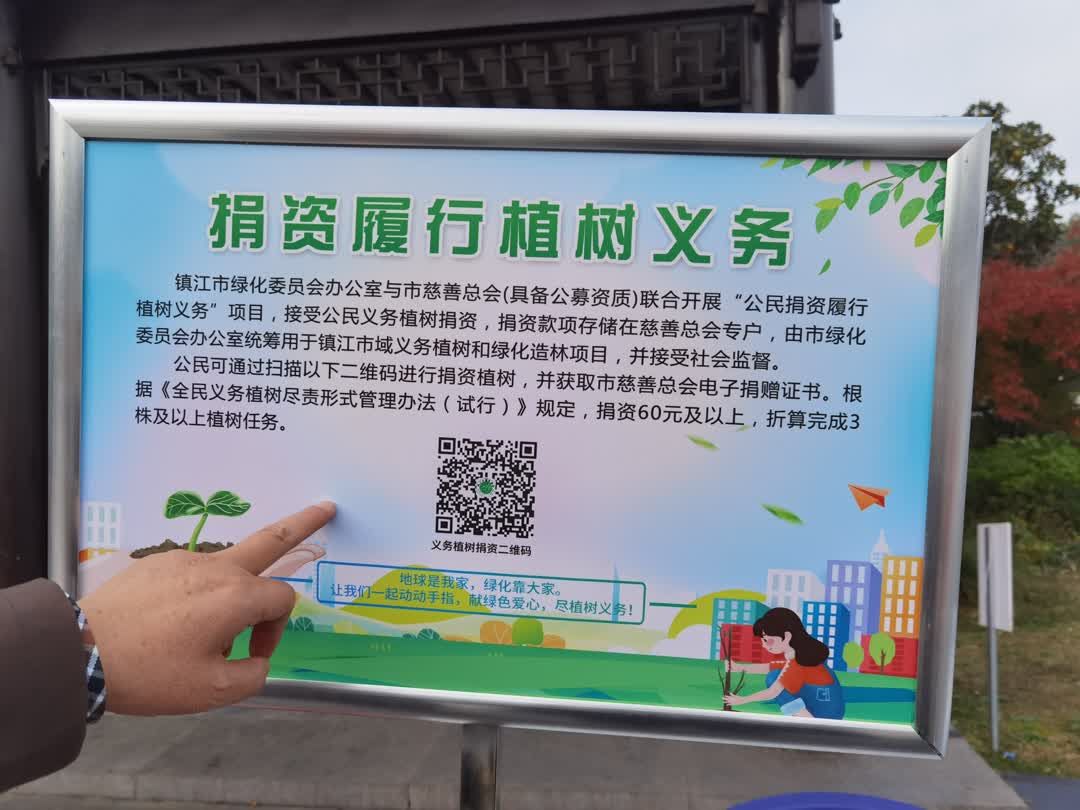 捐资履行植树义务
镇江市绿化委员会办公室与市慈善总会(具备公募资质)联合开展“公民捐资履行
植树义务”项目，接受公民义务植树捐资，捐资款项存储在慈善总会专户，由市绿化
委员会办公室统筹用于镇江市域义务植树和绿化造林项目，并接受社会监督。
公民可通过扫描以下二维码进行捐资植树，并获取市慈善总会电子捐赠证书。根
据《全民义务植树尽责形式管理办法（试行）》规定，捐资60元及以上，折算完成3
株及以上植树任务。
义务植树捐资二维码
地球是我家，绿化靠大家。
让我们一起动动手指，献绿色爱心，尽植树义务！